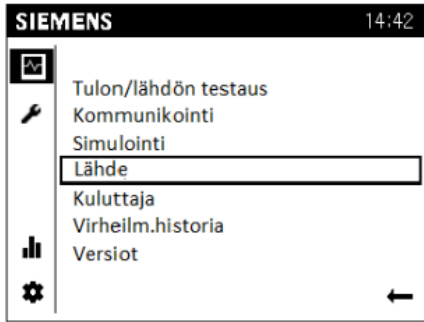 SIEMENS 14:42
Tulon/lähdön testaus
Kommunikointi
Simulointi
Lähde
Kuluttaja
Virheilm.historia
Versiot